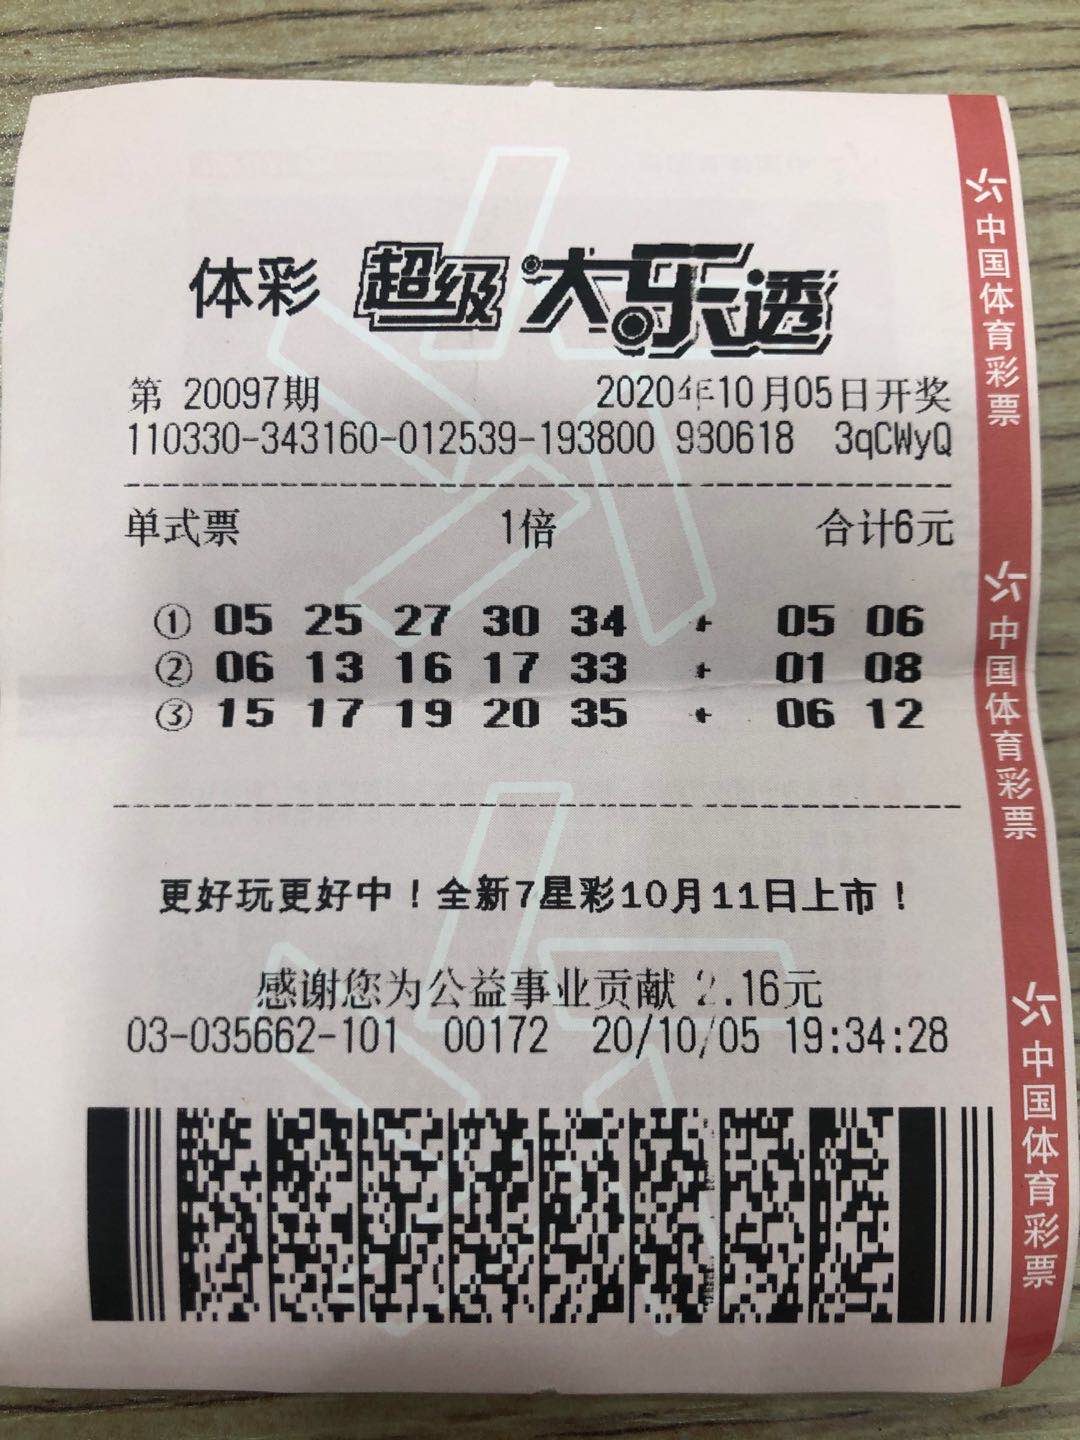 体彩 超级大乐透
第 20097期 2020年10月05日开奖
110330-343160-012539-193800 980618 3qCWyQ
单式票 1倍 合计6元
① 05 25 27 30 34 + 05 06
② 06 13 16 17 33 + 01 08
③ 15 17 19 20 35 + 06 12
更好玩更好中！全新7星彩10月11日上市！
感谢您为公益事业贡献 2.16元
03-035662-101 00172 20/10/05 19:34:28
中国体育彩票
中国体育彩票
中国体育彩票